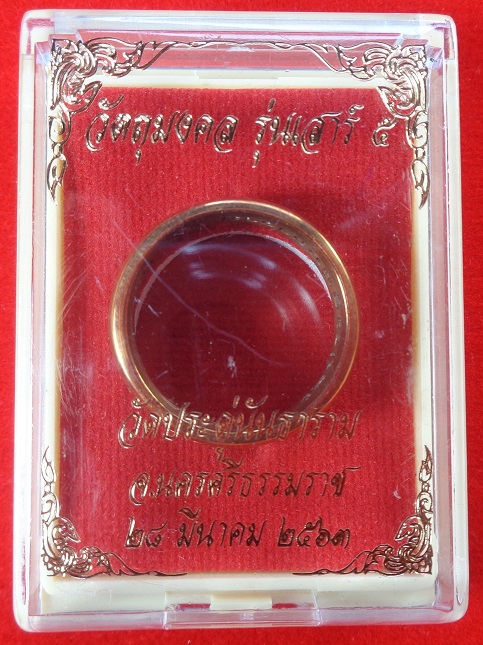 วัตถุมงคล รุ่นเสาร์ ๕
วัดประดู่นันธาราม
จ.นครศรีธรรมราช
๒๘ มีนาคม ๒๕๖๓